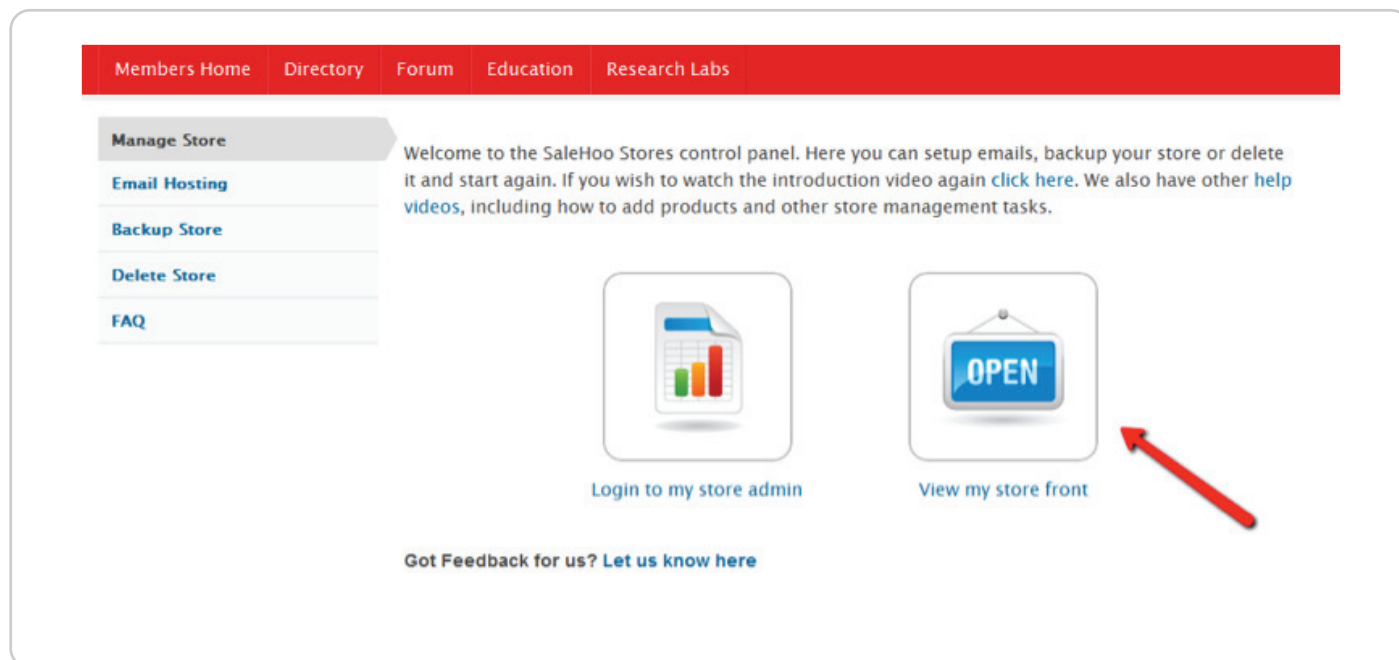 Members Home Directory Forum Education Research Labs
Manage Store
Email Hosting
Backup Store
Delete Store
FAQ
Welcome to the SaleHoo Stores control panel. Here you can setup emails, backup your store or delete
it and start again. If you wish to watch the introduction video again click here. We also have other help
videos, including how to add products and other store management tasks.
OPEN
Login to my store admin
View my store front
Got Feedback for us? Let us know here